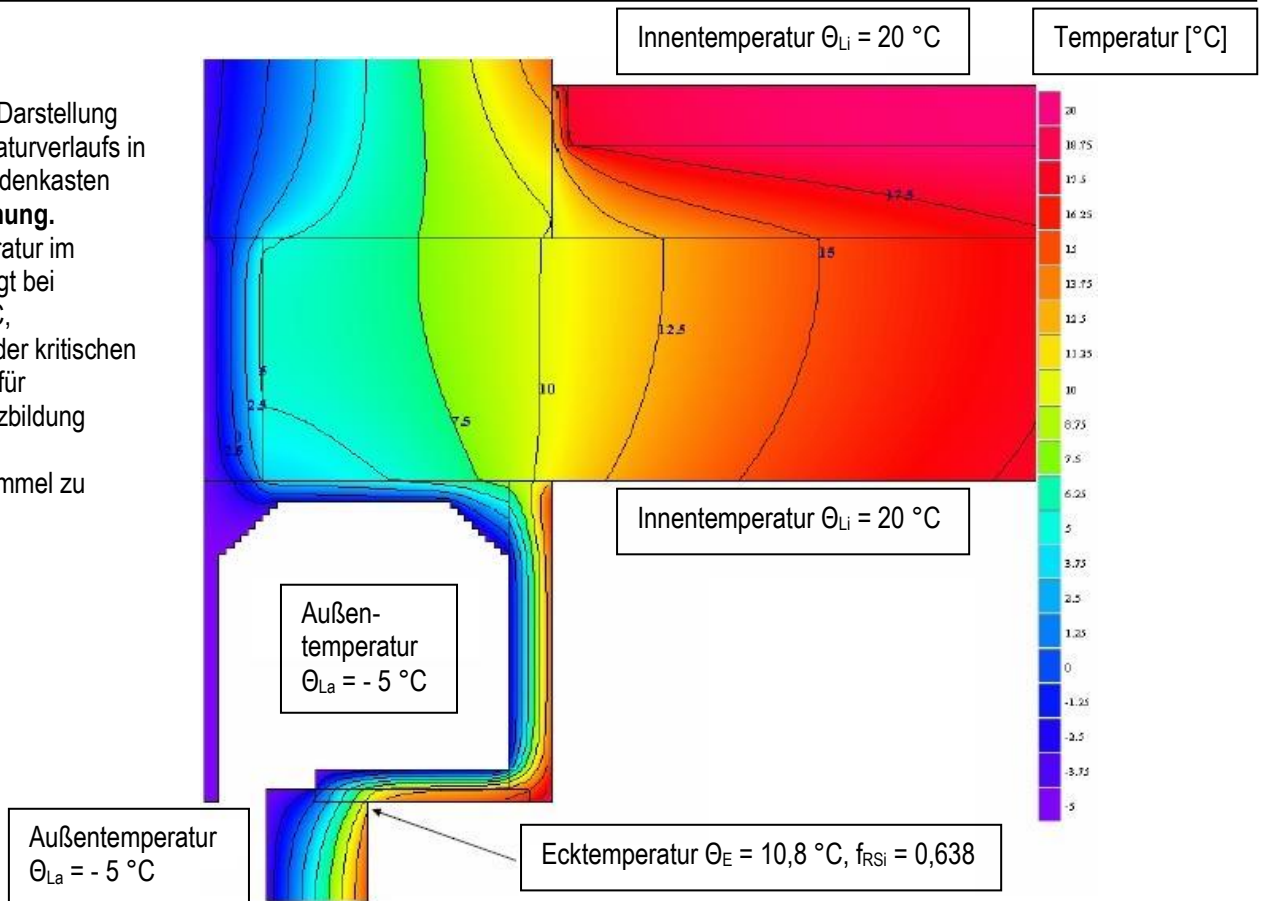 Innentemperatur ΘLi = 20 °C
Temperatur [°C]
Darstellung
aturverlaufs in
denkasten
nung.
ratur im
gt bei
C,
der kritischen
für
zbildung
mmel zu
20
18.75
17.5
16.25
15
13.75
12.5
11.35
10
8.75
7.5
6.25
5
3.75
2.5
1.25
0
-1.25
-2.5
-3.75
-5
17.5
15
12.5
10
7.5
5
2.5
Innentemperatur ΘLi = 20 °C
Außen-
temperatur
ΘLa = - 5 °C
Außentemperatur
ΘLa = - 5 °C
Ecktemperatur ΘE = 10,8 °C, fRSi = 0,638